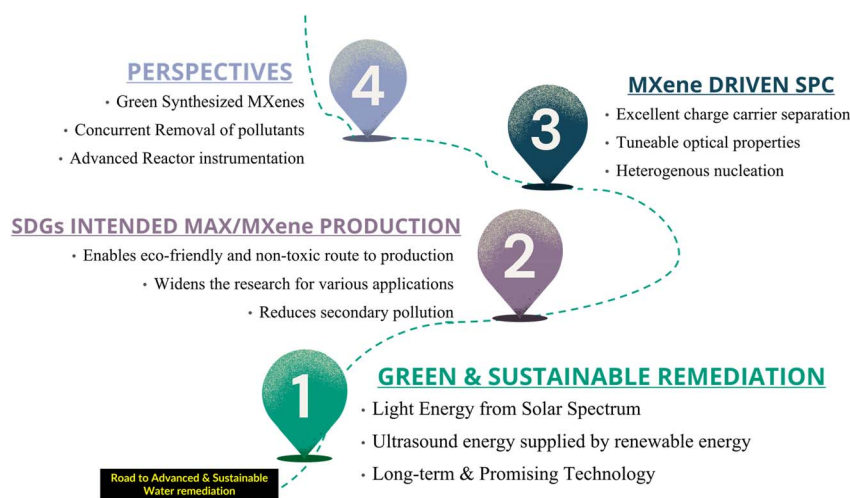 PERSPECTIVES
• Green Synthesized MXenes
• Concurrent Removal of pollutants
• Advanced Reactor instrumentation
4
MXene DRIVEN SPC
• Excellent charge carrier separation
• Tuneable optical properties
• Heterogenous nucleation
3
SDGs INTENDED MAX/MXene PRODUCTION
• Enables eco-friendly and non-toxic route to production
• Widens the research for various applications
• Reduces secondary pollution
2
1
GREEN & SUSTAINABLE REMEDIATION
• Light Energy from Solar Spectrum
• Ultrasound energy supplied by renewable energy
• Long-term & Promising Technology
Road to Advanced & Sustainable
Water remediation